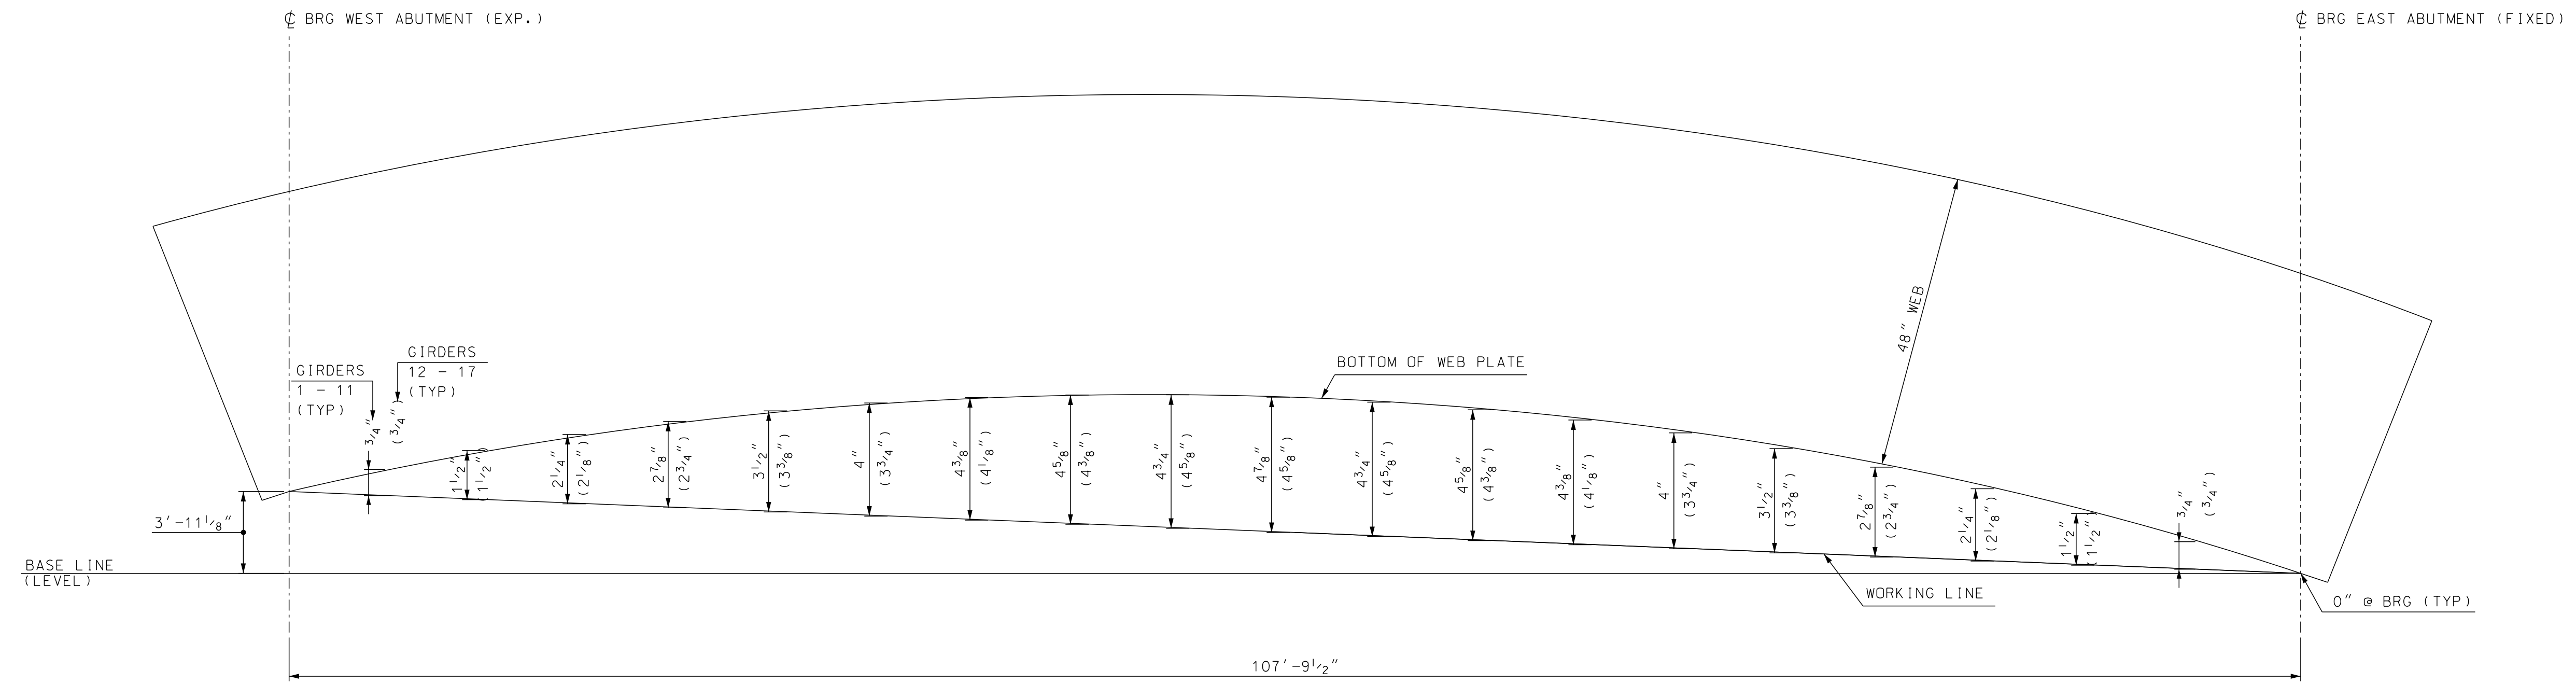 ℄ BRG WEST ABUTMENT (EXP.)
℄ BRG EAST ABUTMENT (FIXED)
48" WEB
GIRDERS
12 - 17
(TYP)
GIRDERS
1 - 11
(TYP)
BOTTOM OF WEB PLATE
3/4"
(3/4")
1 1/2"
(1 1/2")
2 1/4"
(2 1/8")
2 7/8"
(2 3/4")
3 1/2"
(3 3/8")
4"
(3 3/4")
4 3/8"
(4 1/8")
4 5/8"
(4 3/8")
4 3/4"
(4 5/8")
4 7/8"
(4 5/8")
4 3/4"
(4 5/8")
4 5/8"
(4 3/8")
4 3/8"
(4 1/8")
4"
(3 3/4")
3 1/2"
(3 3/8")
2 7/8"
(2 3/4")
2 1/4"
(2 1/8")
1 1/2"
(1 1/2")
3/4"
(3/4")
3'-11 1/8"
BASE LINE
(LEVEL)
WORKING LINE
0" @ BRG (TYP)
107'-9 1/2"